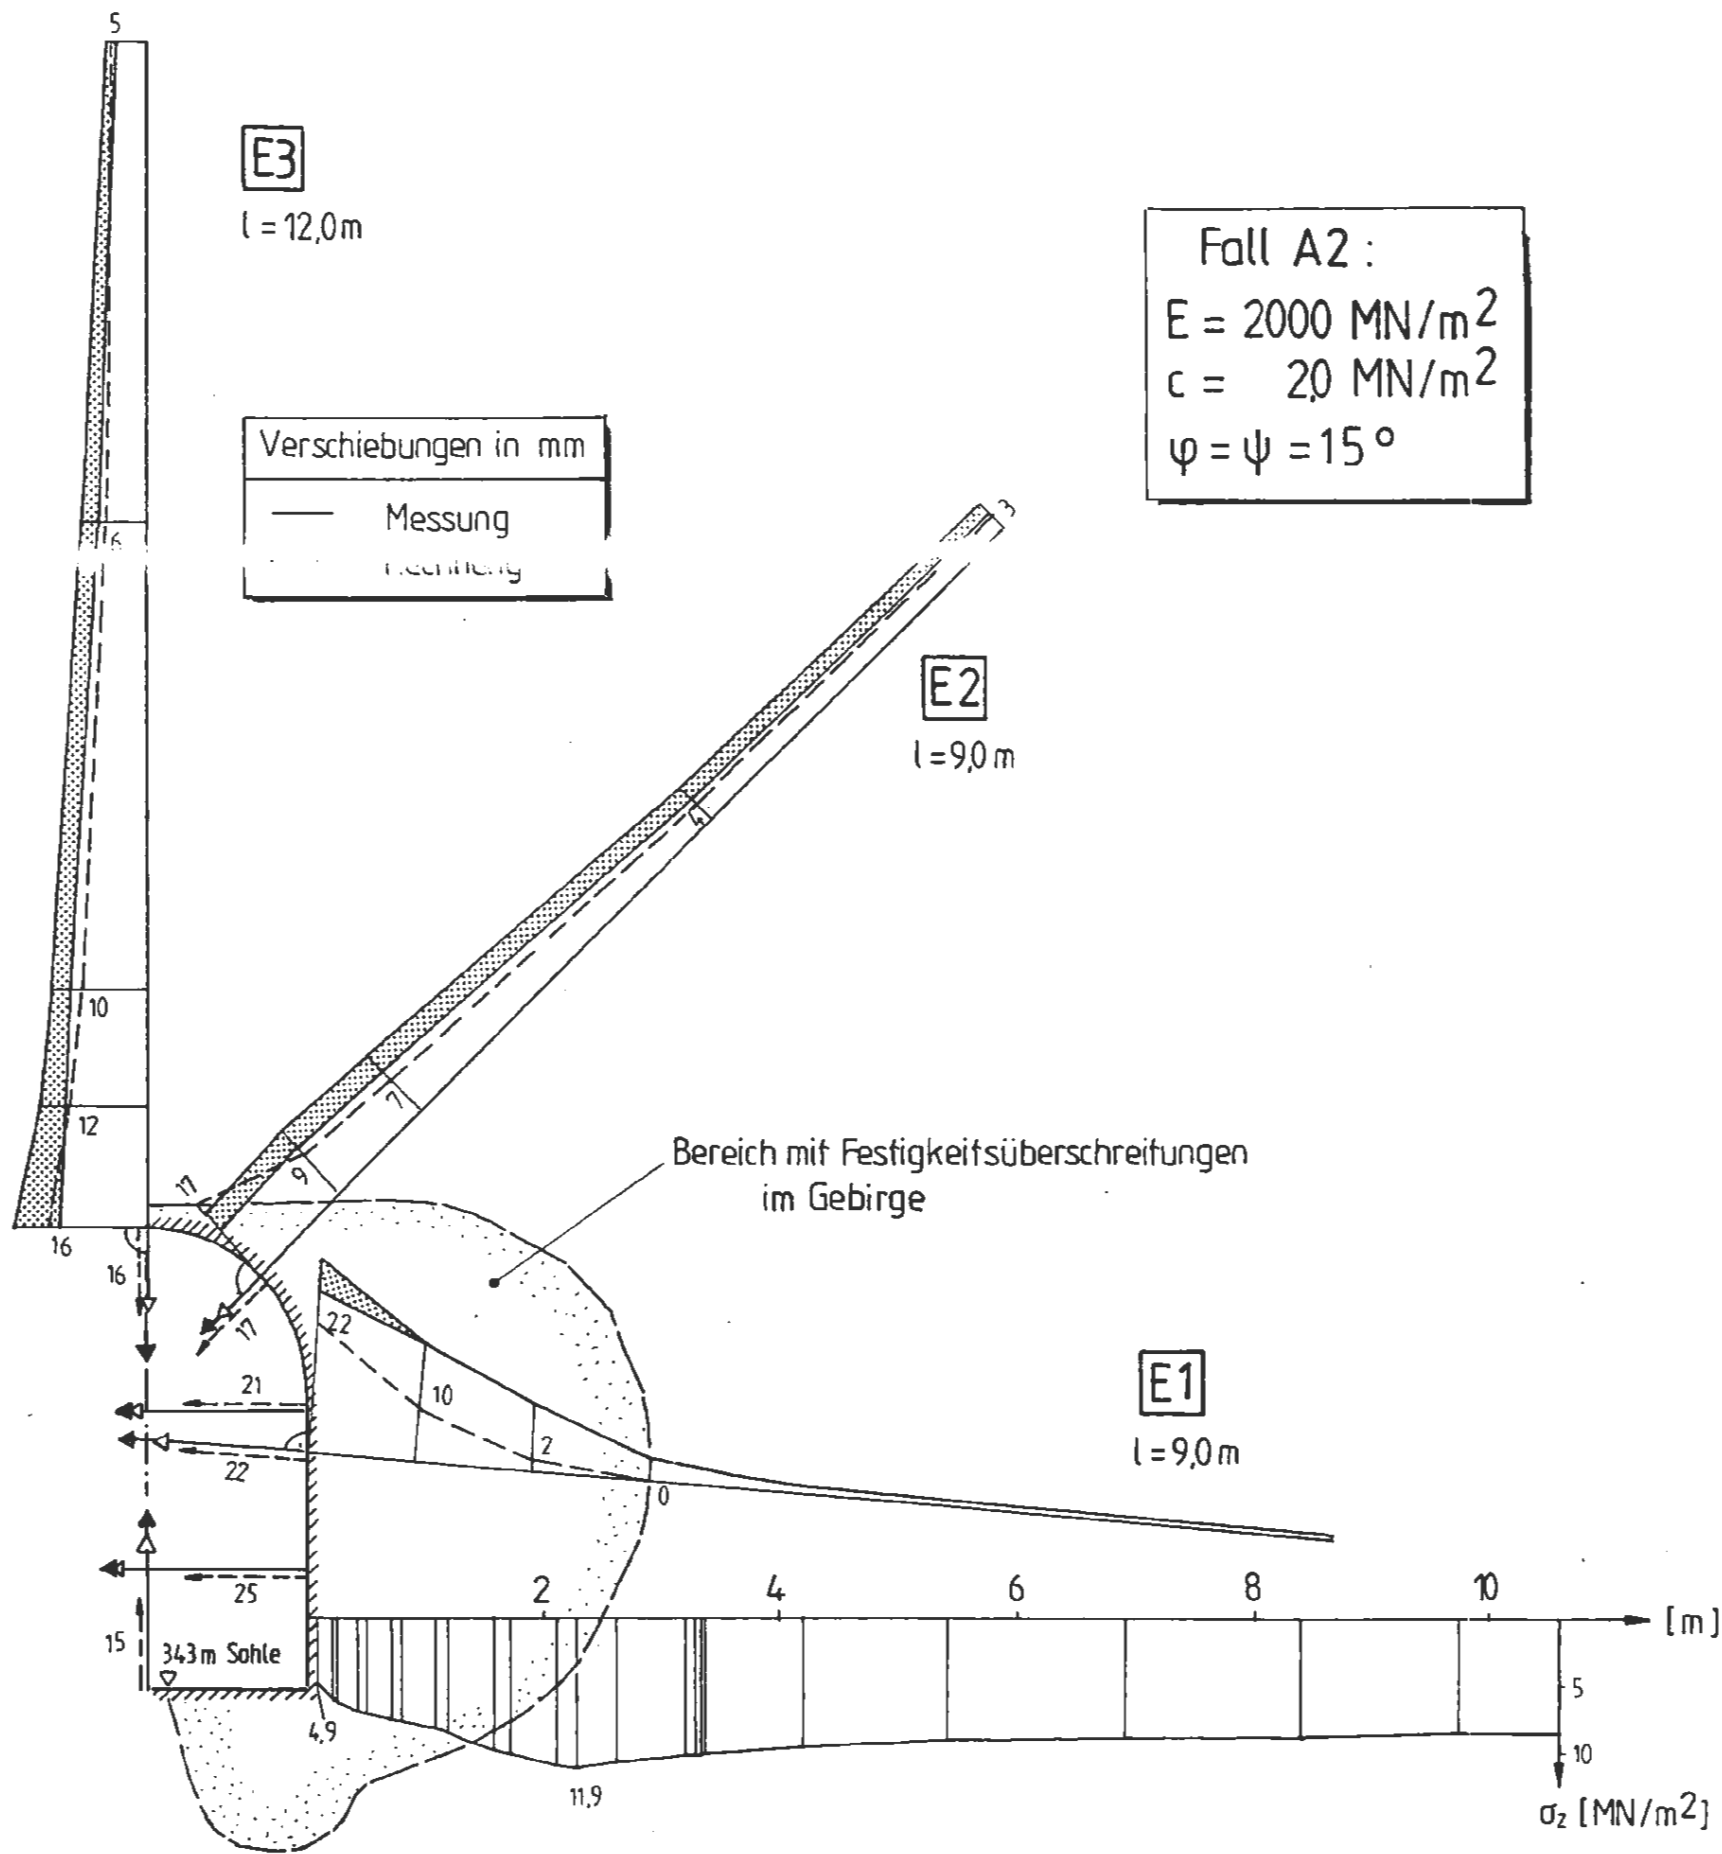 5
E3
l = 12,0 m
Fall A2 :
E = 2000 MN/m²
c = 2,0 MN/m²
φ = ψ = 15°
Verschiebungen in mm
Messung
Rechnung
6
3
E2
l = 9,0 m
4
10
7
12
9
17
Bereich mit Festigkeitsüberschreitungen
im Gebirge
16
16
17
22
21
10
E1
l = 9,0 m
2
22
0
25
2 4 6 8 10
[m]
15
343 m Sohle
5
4,9
10
11,9
σz [MN/m²]